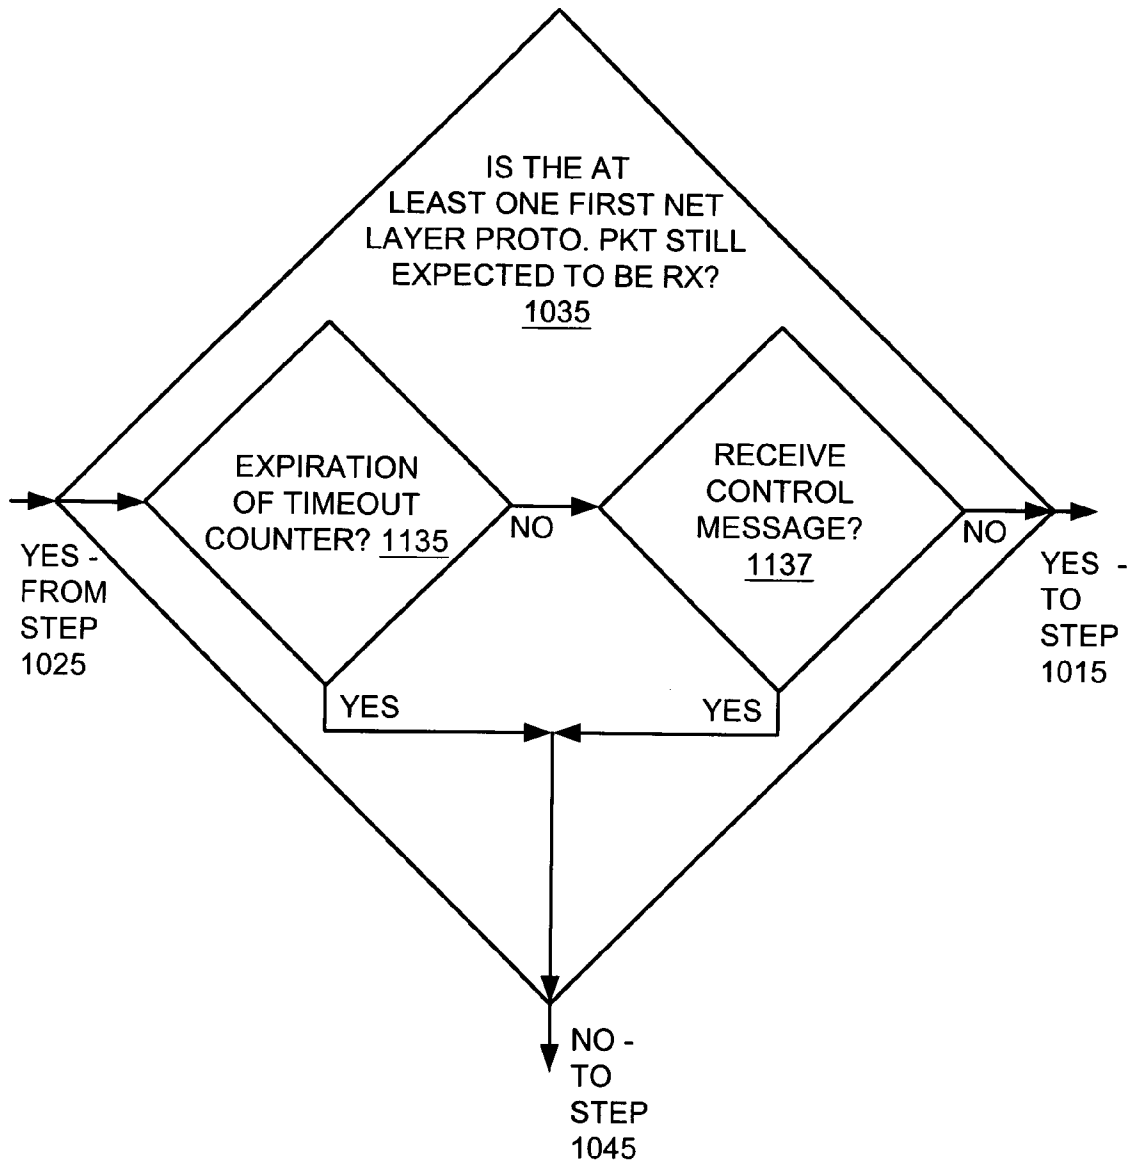 IS THE AT
LEAST ONE FIRST NET
LAYER PROTO. PKT STILL
EXPECTED TO BE RX?
1035
EXPIRATION
OF TIMEOUT
COUNTER? 1135
NO
RECEIVE
CONTROL
MESSAGE?
1137
NO
YES -
FROM
STEP
1025
YES -
TO
STEP
1015
YES
YES
NO -
TO
STEP
1045